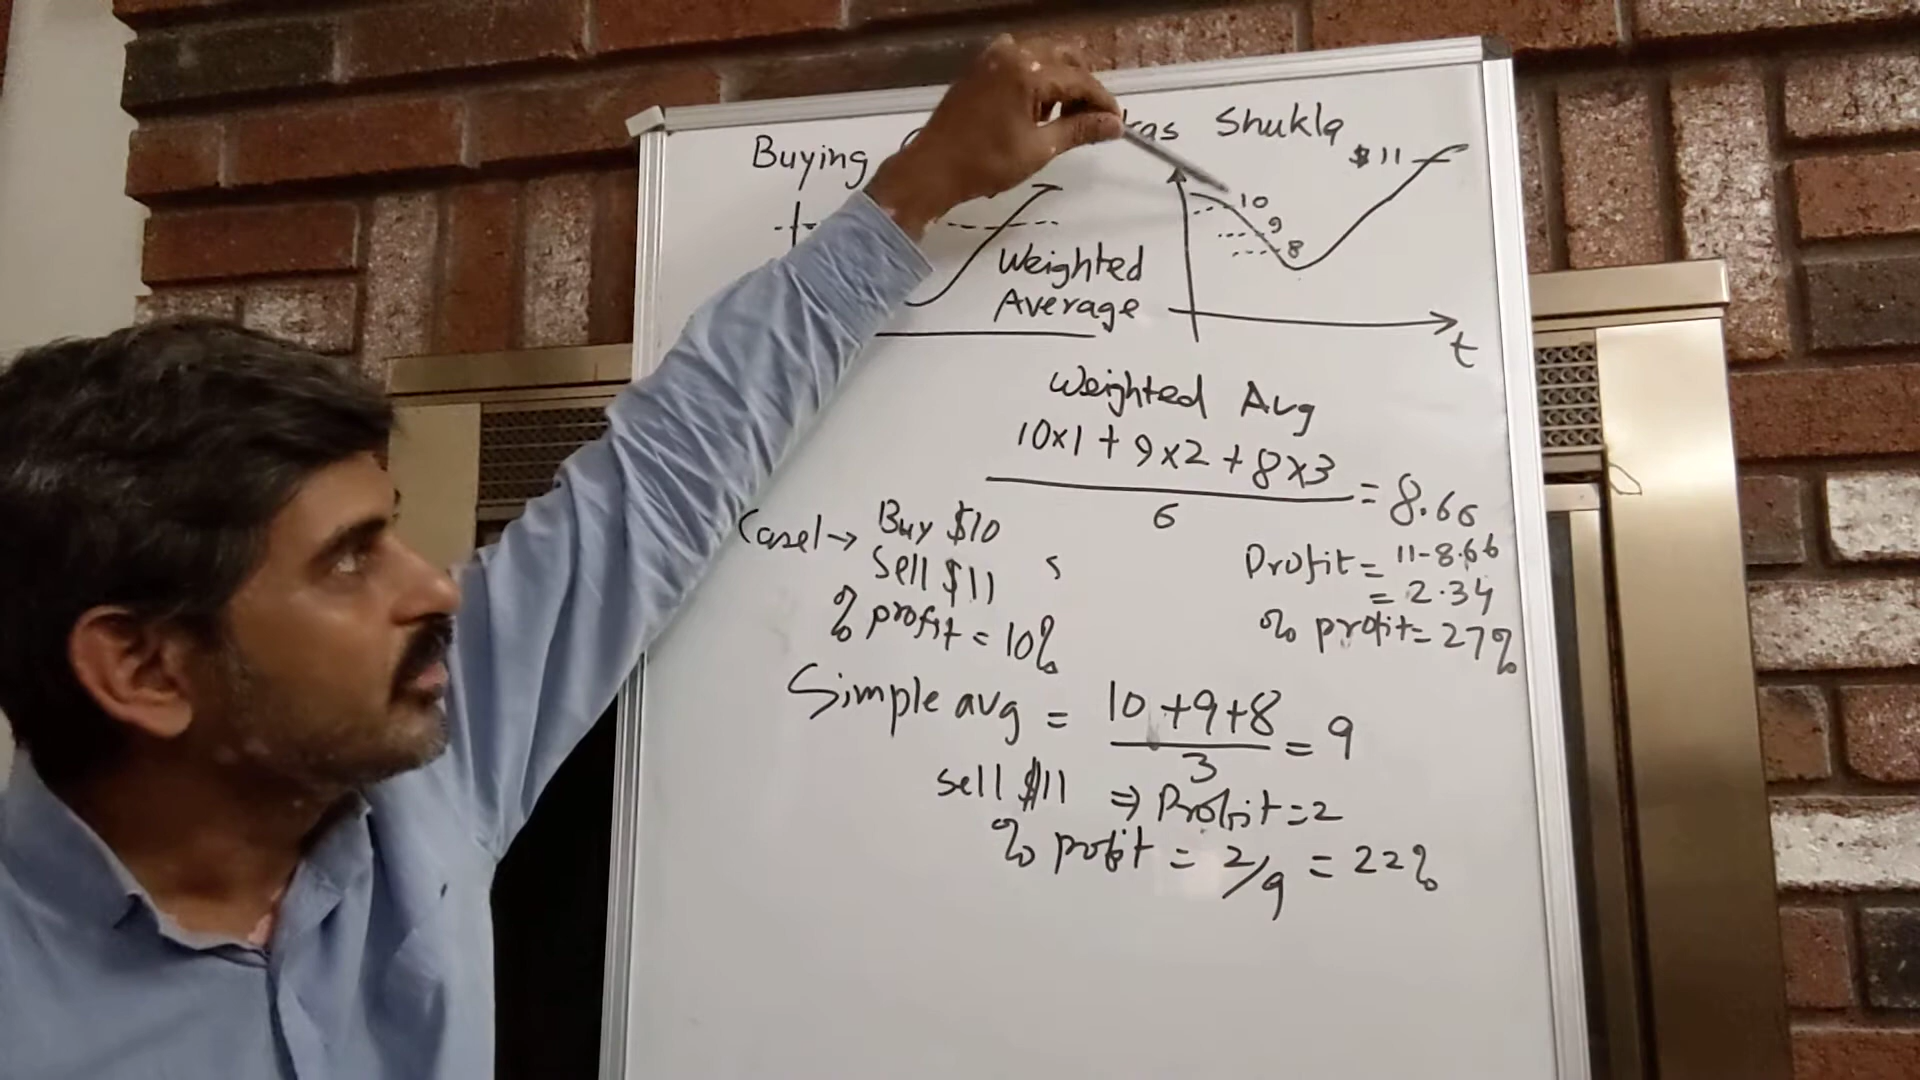 Buying
Shukla
$11
10
9
8
Weighted
Average
t
Weighted Avg
10x1 + 9x2 + 8x3
6
= 8.66
Case1→ Buy $10
Sell $11
% profit = 10%
s
Profit = 11-8.66
= 2.34
% profit = 27%
Simple avg = 10+9+8
3
= 9
sell $11 ⇒ Profit = 2
% profit = 2/9 = 22%